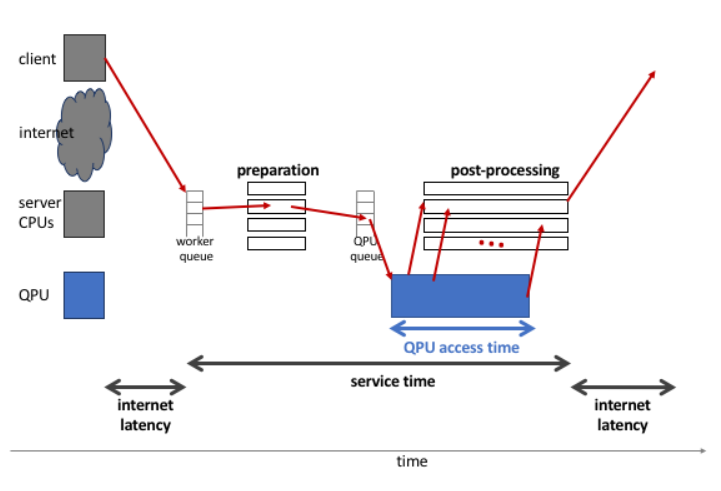 client
internet
server
CPUs
QPU
preparation
post-processing
worker
queue
QPU
queue
QPU access time
service time
internet
latency
internet
latency
time